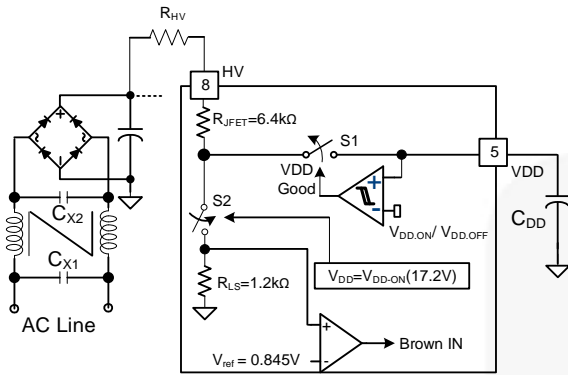 RHV
8
HV
RJFET=6.4kΩ
S1
5
VDD
VDD
Good
+
-
VDD.ON/ VDD.OFF
CDD
S2
VDD=VDD-ON(17.2V)
RLS=1.2kΩ
+
-
Brown IN
Vref = 0.845V
+
-
CX2
CX1
AC Line